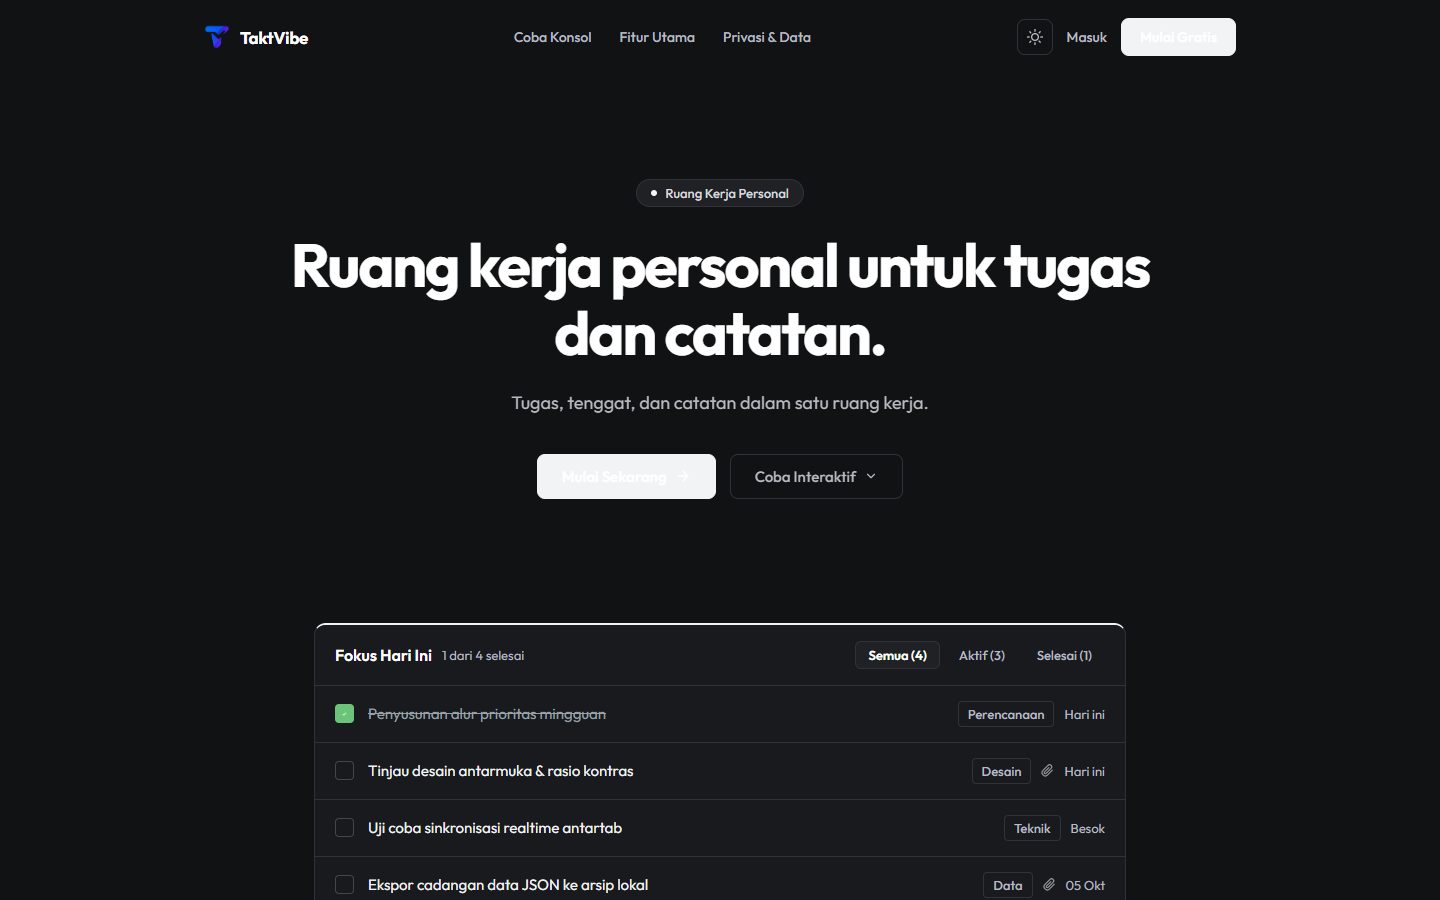 TaktVibe
Coba Konsol
Fitur Utama
Privasi & Data
Masuk
Mulai Gratis
Ruang Kerja Personal
Ruang kerja personal untuk tugas
dan catatan.
Tugas, tenggat, dan catatan dalam satu ruang kerja.
Mulai Sekarang
Coba Interaktif
Fokus Hari Ini
1 dari 4 selesai
Semua (4)
Aktif (3)
Selesai (1)
Penyusunan alur prioritas mingguan
Perencanaan
Hari ini
Tinjau desain antarmuka & rasio kontras
Desain
Hari ini
Uji coba sinkronisasi realtime antartab
Teknik
Besok
Ekspor cadangan data JSON ke arsip lokal
Data
05 Okt